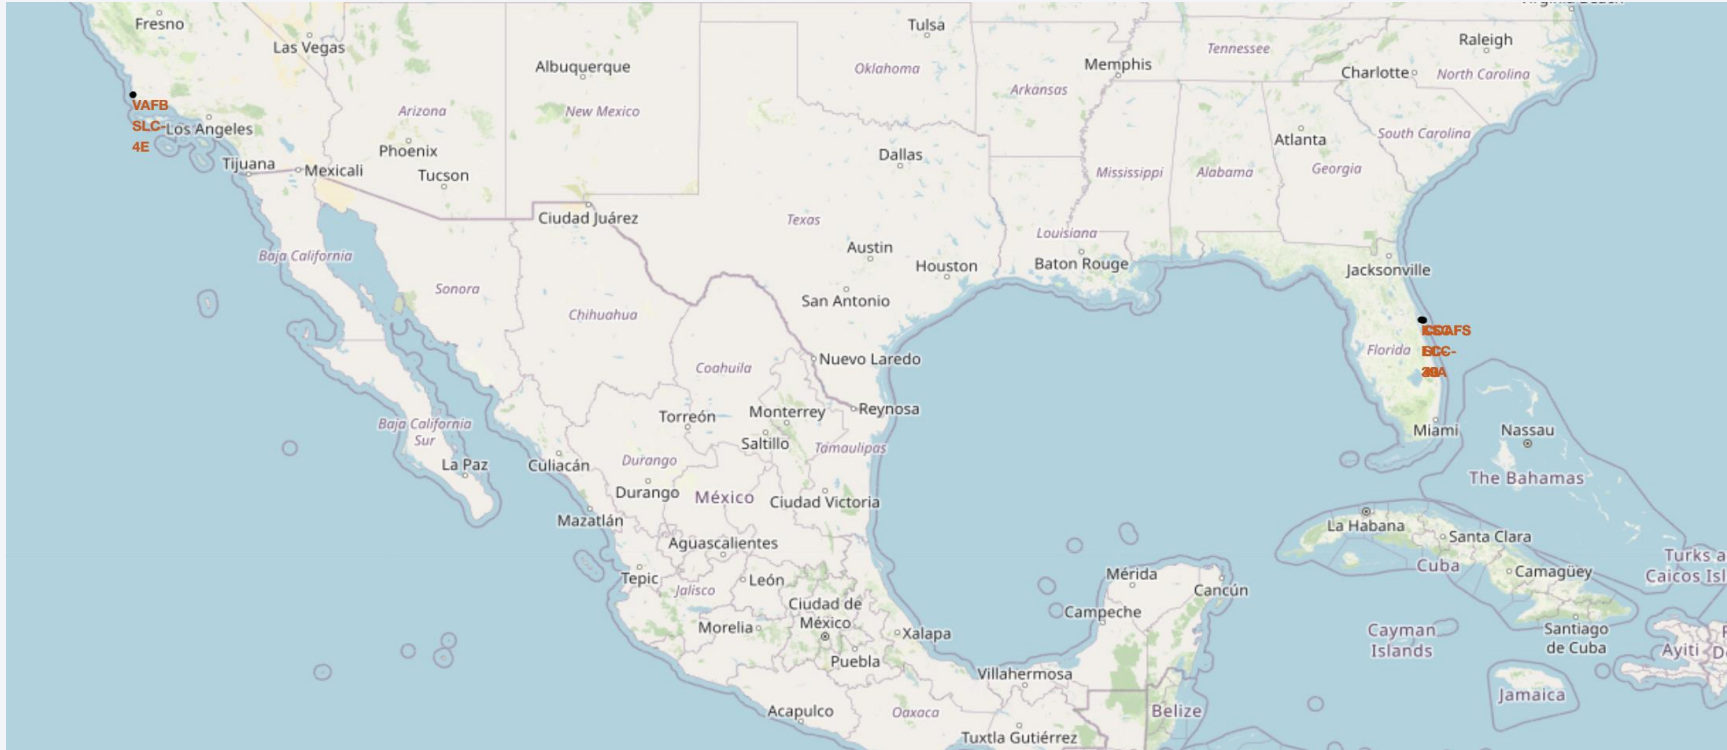 Virginia Beach
Fresno
Tulsa
Raleigh
Las Vegas
Tennessee
Albuquerque
Memphis
Oklahoma
Charlotte
North Carolina
Arkansas
VAFB
SLC-
4E
Los Angeles
Arizona
New Mexico
South Carolina
Atlanta
Phoenix
Dallas
Tijuana
Mexicali
Tucson
Mississippi
Alabama
Georgia
Ciudad Juárez
Texas
Louisiana
Baja California
Austin
Houston
Baton Rouge
Jacksonville
Sonora
San Antonio
Chihuahua
CCAFS
SLC-
Florida
Nuevo Laredo
Coahuila
Torreón
Monterrey
Reynosa
Baja California
Sur
Saltillo
Tamaulipas
Miami
Nassau
La Paz
Culiacán
Durango
The Bahamas
Durango
México
Ciudad Victoria
Mazatlán
La Habana
Santa Clara
Aguascalientes
Turks a
Caicos Isl
Tepic
León
Jalisco
Mérida
Cancún
Cuba
Camagüey
Ciudad de
México
Campeche
Morelia
Xalapa
Cayman
Islands
Santiago
de Cuba
Puebla
Ayiti
Villahermosa
Jamaica
Acapulco
Oaxaca
Belize
Tuxtla Gutiérrez